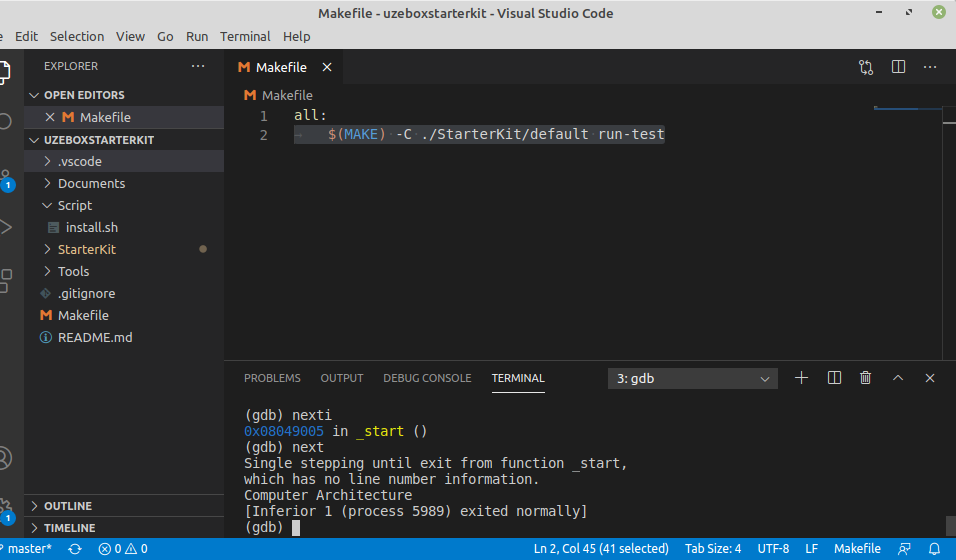 Makefile - uzeboxstarterkit - Visual Studio Code
Edit Selection View Go Run Terminal Help
EXPLORER
OPEN EDITORS
Makefile
UZEBOXSTARTERKIT
.vscode
Documents
Script
install.sh
StarterKit
Tools
.gitignore
Makefile
README.md
OUTLINE
TIMELINE
1
1
Makefile
Makefile
1 all:
2 $(MAKE) -C ./StarterKit/default run-test
PROBLEMS OUTPUT DEBUG CONSOLE TERMINAL 3: gdb
(gdb) nexti
0x08049005 in _start ()
(gdb) next
Single stepping until exit from function _start,
which has no line number information.
Computer Architecture
[Inferior 1 (process 5989) exited normally]
(gdb)
master* 0 0 Ln 2, Col 45 (41 selected) Tab Size: 4 UTF-8 LF Makefile